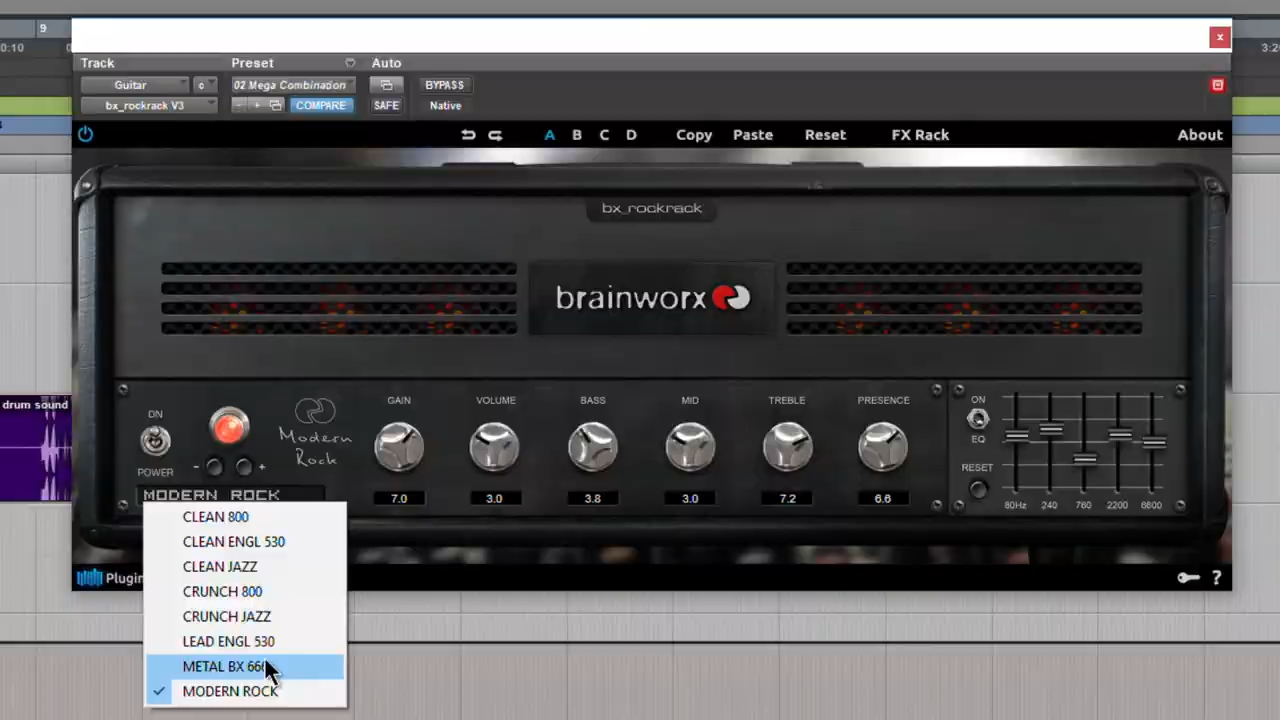 9
0:10
3:2
Track
Preset
Auto
Guitar
c
02 Mega Combination
BYPASS
bx_rockrack V3
- +
COMPARE
SAFE
Native
A B C D Copy Paste Reset FX Rack About
bx_rockrack
brainworx
drum sound
ON
POWER
- +
Modern
Rock
GAIN VOLUME BASS MID TREBLE PRESENCE
7.0 3.0 3.8 3.0 7.2 6.6
ON
EQ
RESET
80Hz 240 760 2200 6600
MODERN ROCK
CLEAN 800
CLEAN ENGL 530
CLEAN JAZZ
CRUNCH 800
CRUNCH JAZZ
LEAD ENGL 530
METAL BX 666
MODERN ROCK
Plugin
?